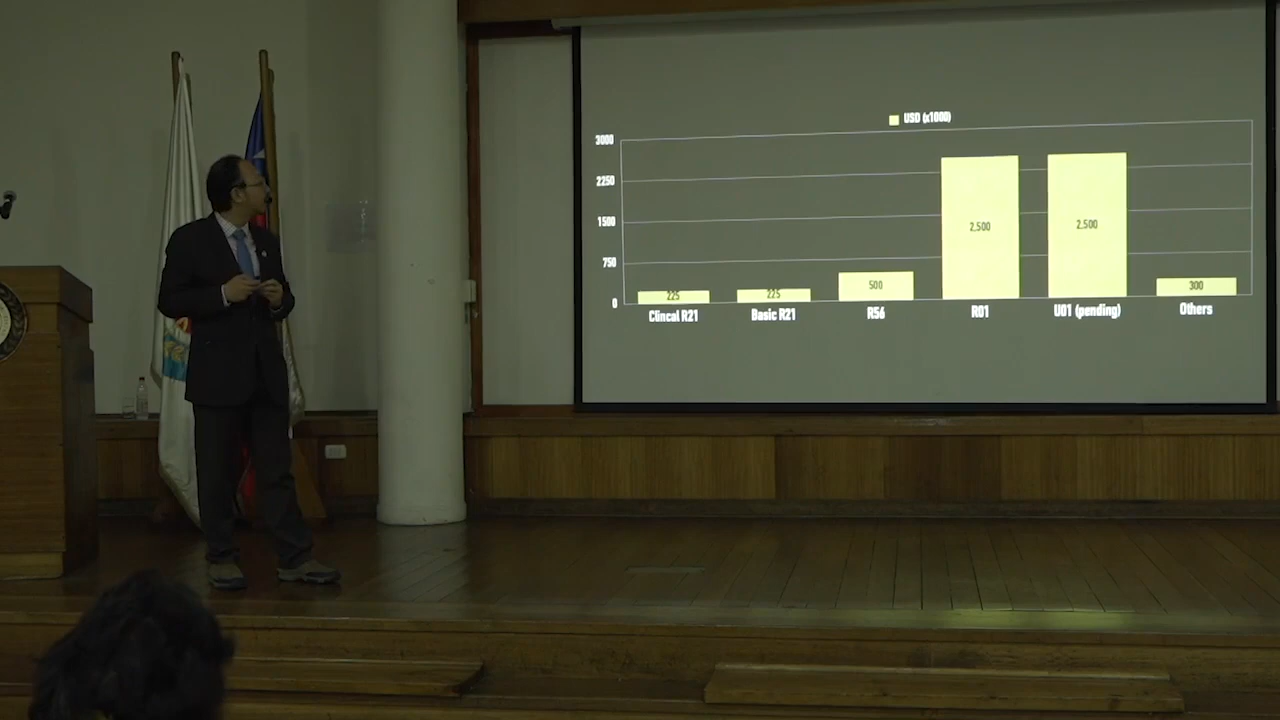 USD (x1000)
3000
2250
1500
750
0
225
225
500
2,500
2,500
300
Clincal R21
Basic R21
R56
R01
U01 (pending)
Others